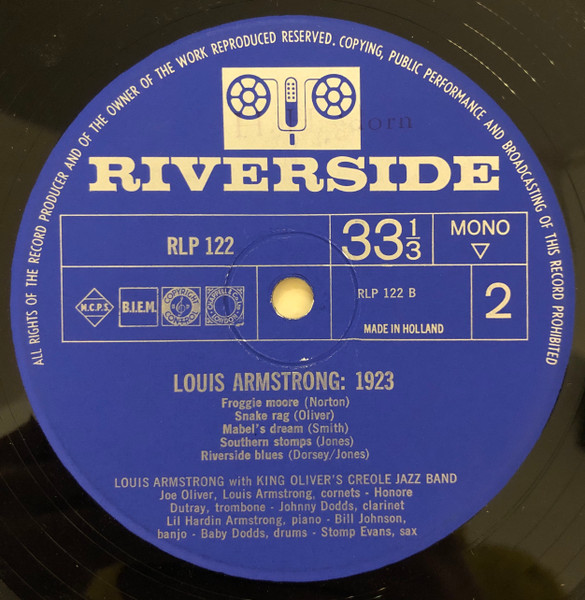 ALL RIGHTS OF THE RECORD PRODUCER AND OF THE OWNER OF THE WORK REPRODUCED RESERVED. COPYING, PUBLIC PERFORMANCE AND BROADCASTING OF THIS RECORD PROHIBITED
RIVERSIDE
RLP 122
33 1/3
MONO
M.C.P.S.
B.I.E.M.
RLP 122 B
2
MADE IN HOLLAND
LOUIS ARMSTRONG: 1923
Froggie moore (Norton)
Snake rag (Oliver)
Mabel's dream (Smith)
Southern stomps (Jones)
Riverside blues (Dorsey/Jones)
LOUIS ARMSTRONG with KING OLIVER'S CREOLE JAZZ BAND
Joe Oliver, Louis Armstrong, cornets - Honore
Dutray, trombone - Johnny Dodds, clarinet
Lil Hardin Armstrong, piano - Bill Johnson,
banjo - Baby Dodds, drums - Stomp Evans, sax